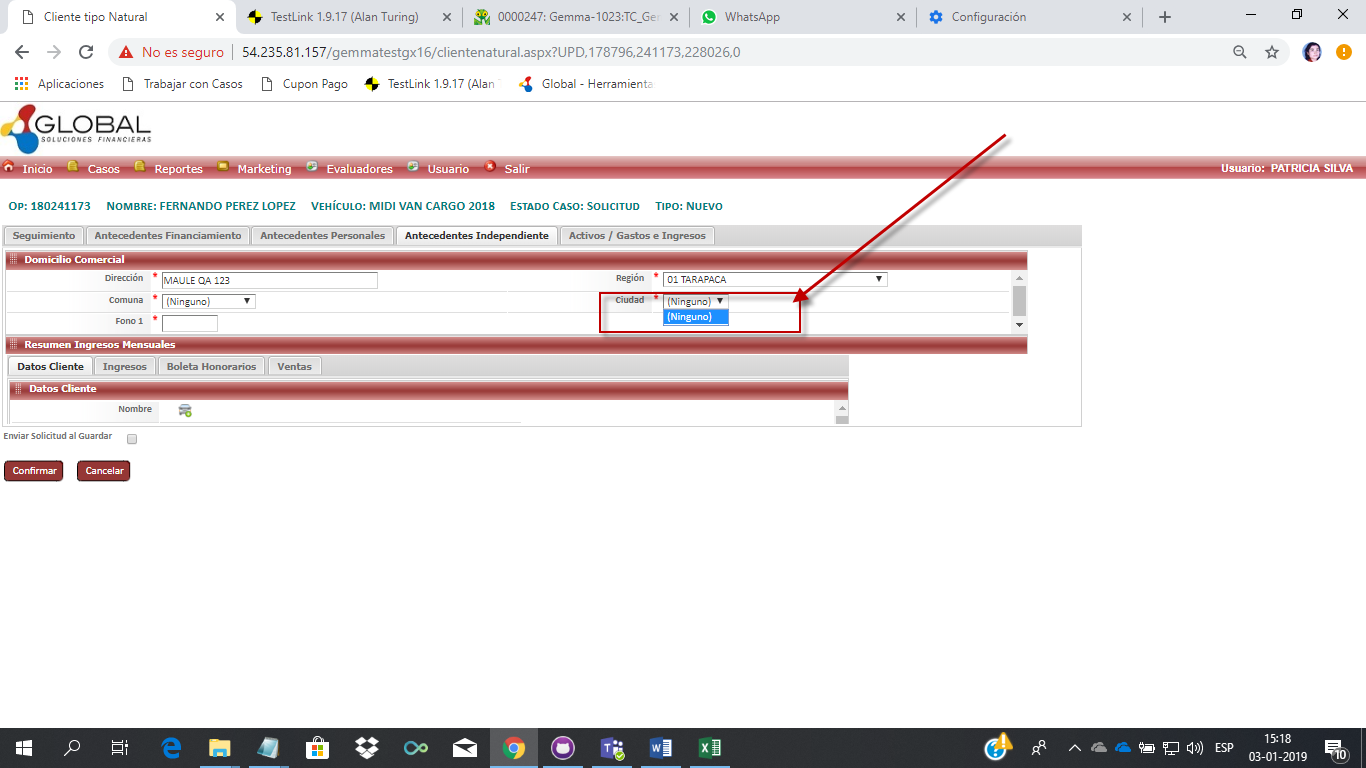 Cliente tipo Natural
TestLink 1.9.17 (Alan Turing)
0000247: Gemma-1023:TC_Ge
WhatsApp
Configuración
No es seguro 54.235.81.157/gemmatestgx16/clientenatural.aspx?UPD,178796,241173,228026,0
Aplicaciones Trabajar con Casos Cupon Pago TestLink 1.9.17 (Alan Global - Herramienta
GLOBAL
SOLUCIONES FINANCIERAS
Inicio Casos Reportes Marketing Evaluadores Usuario Salir Usuario: PATRICIA SILVA
OP: 180241173 NOMBRE: FERNANDO PEREZ LOPEZ VEHÍCULO: MIDI VAN CARGO 2018 ESTADO CASO: SOLICITUD TIPO: NUEVO
Seguimiento Antecedentes Financiamiento Antecedentes Personales Antecedentes Independiente Activos / Gastos e Ingresos
Domicilio Comercial
Dirección * MAULE QA 123 Región * 01 TARAPACA
Comuna * (Ninguno) Ciudad * (Ninguno)
(Ninguno)
Fono 1 *
Resumen Ingresos Mensuales
Datos Cliente Ingresos Boleta Honorarios Ventas
Datos Cliente
Nombre
Enviar Solicitud al Guardar
Confirmar Cancelar
ESP
15:18
03-01-2019
10